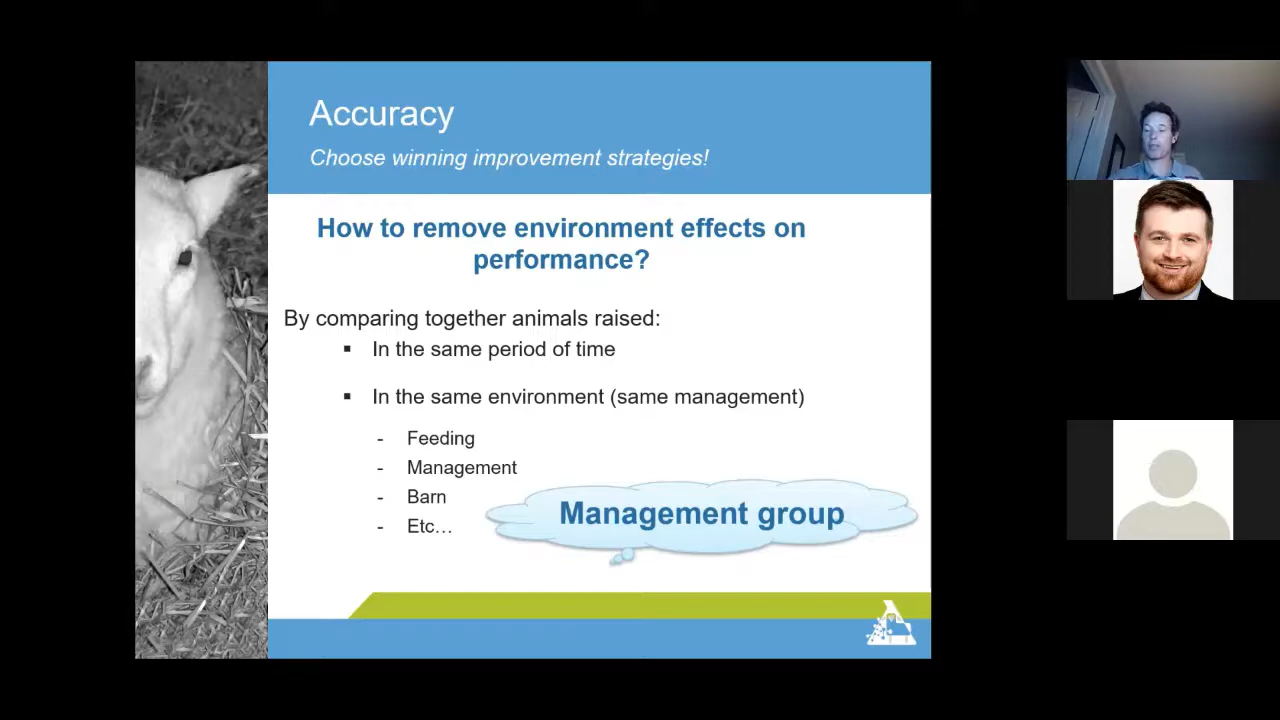 Accuracy
Choose winning improvement strategies!
How to remove environment effects on
performance?
By comparing together animals raised:
▪ In the same period of time
▪ In the same environment (same management)
- Feeding
- Management
- Barn
- Etc…
Management group